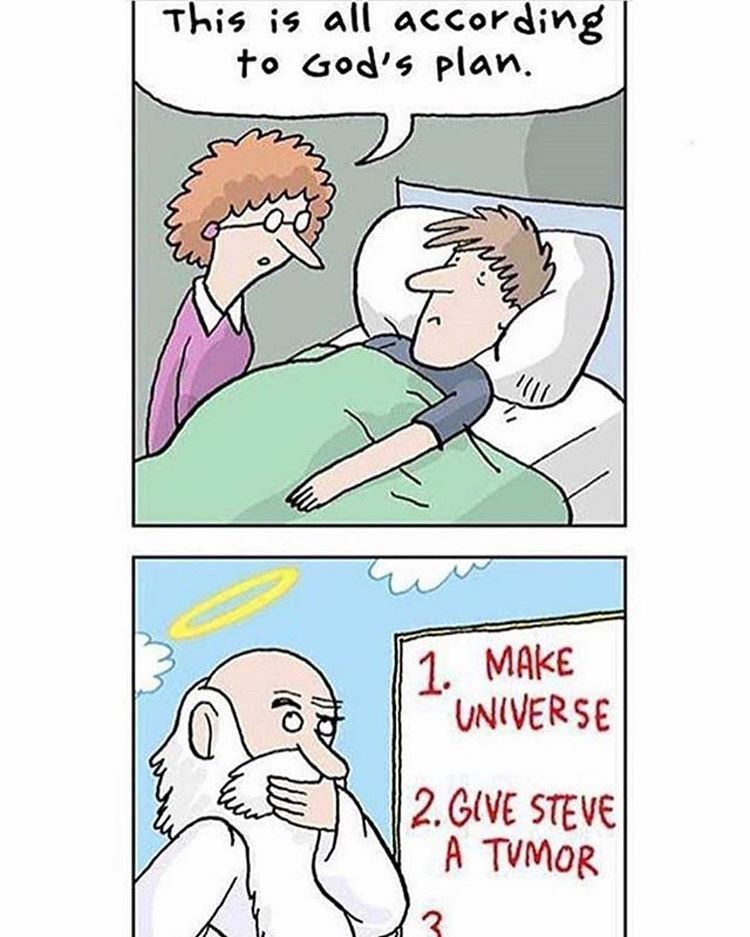 This is all according
to God's plan.
1. MAKE
UNIVERSE
2. GIVE STEVE
A TUMOR
3